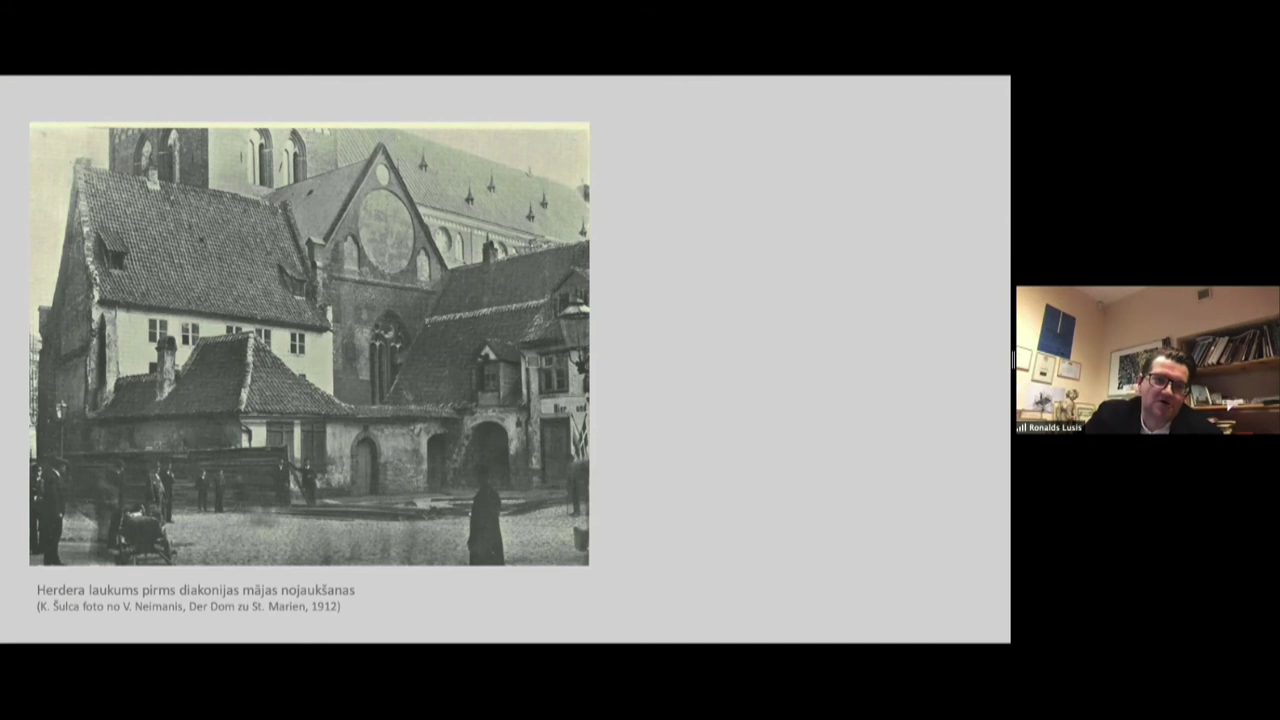 Herdera laukums pirms diakonijas mājas nojaukšanas
(K. Šulca foto no V. Neimanis, Der Dom zu St. Marien, 1912)
Ronalds Lusis